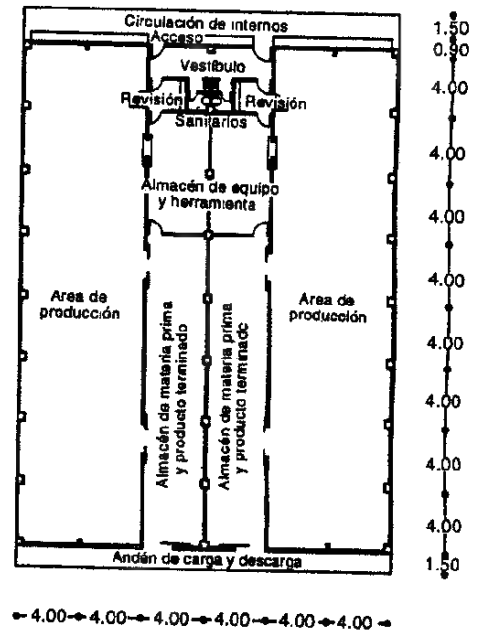 Circulación de internos
Acceso
Vestíbulo
Revisión
Revisión
Sanitarios
Almacén de equipo
y herramienta
Area de
producción
Area de
producción
Almacén de materia prima
y producto terminado
Almacén de materia prima
y producto terminado
Andén de carga y descarga
1.50
0.90
4.00
4.00
4.00
4.00
4.00
4.00
4.00
4.00
1.50
4.00 4.00 4.00 4.00 4.00 4.00